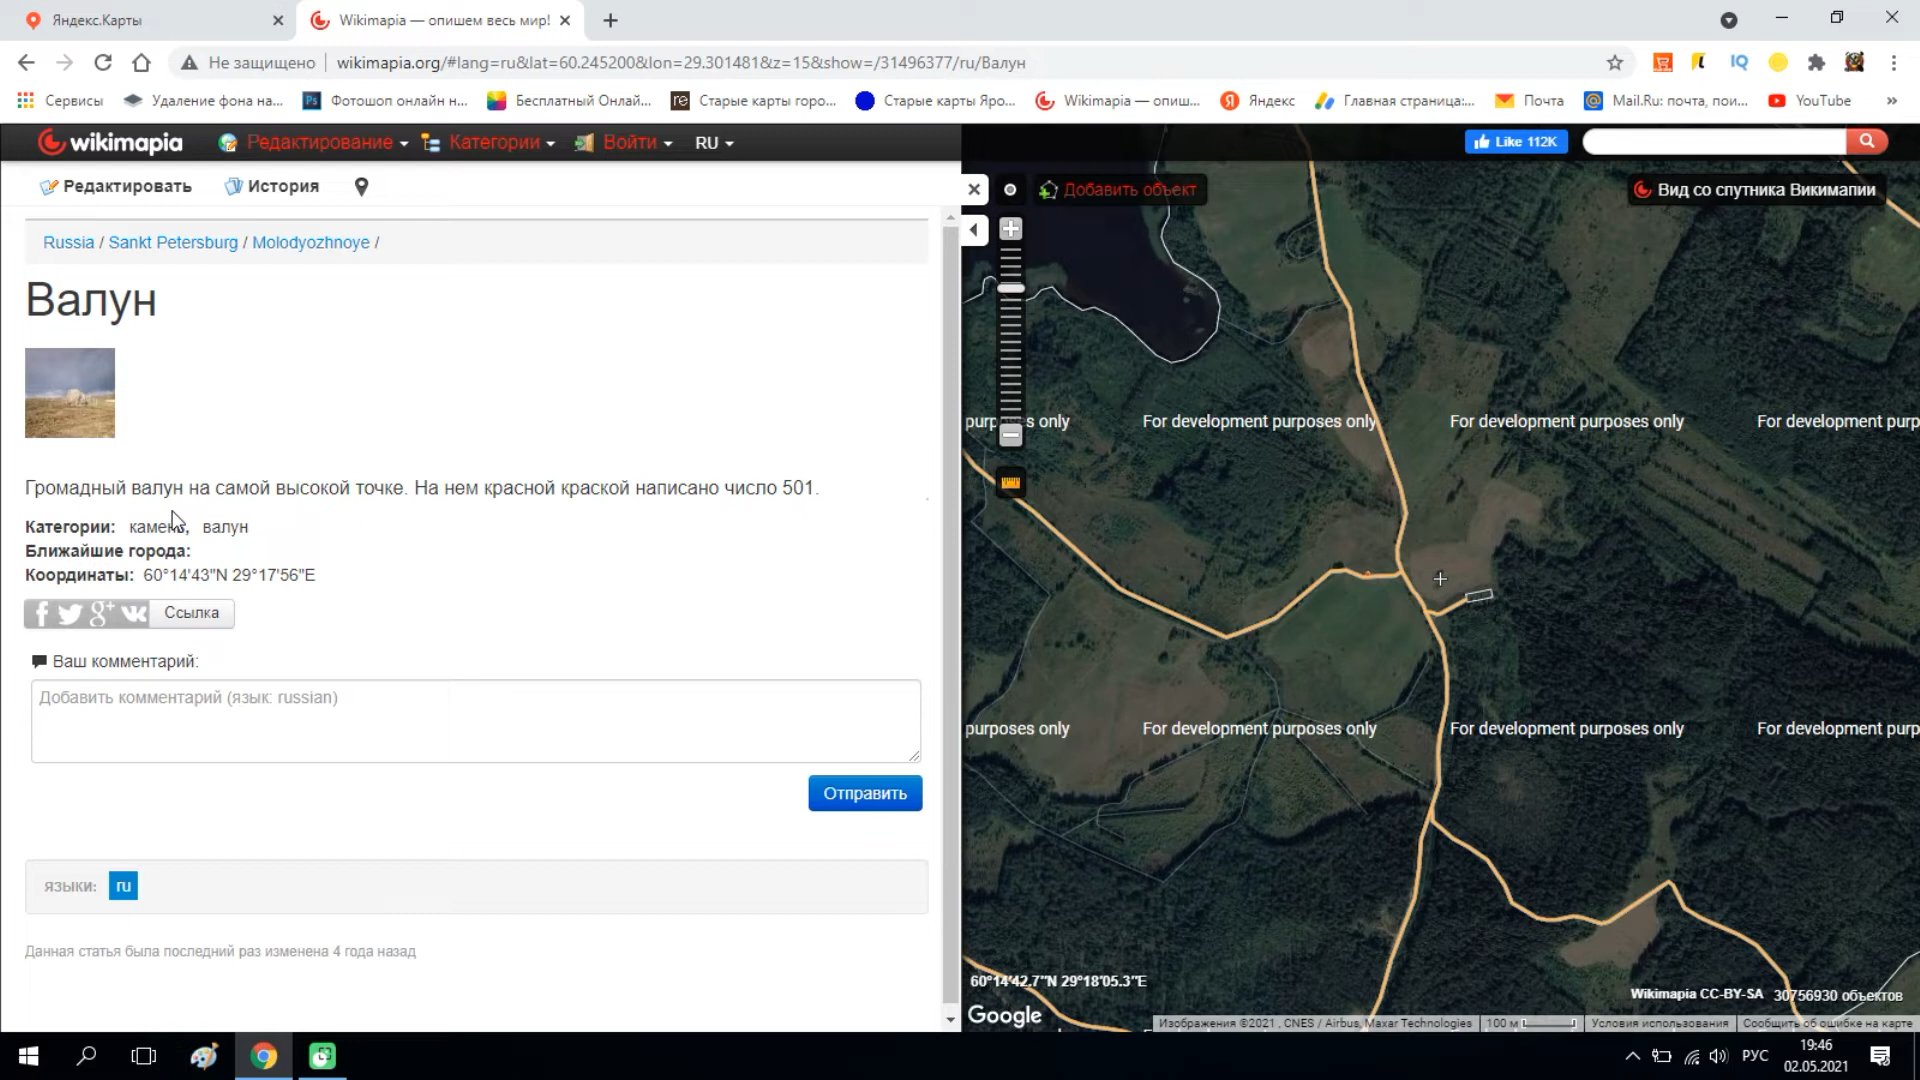 Яндекс.Карты
Wikimapia — опишем весь мир!
Не защищено
wikimapia.org/#lang=ru&lat=60.245200&lon=29.301481&z=15&show=/31496377/ru/Валун
Сервисы
Удаление фона на...
Фотошоп онлайн н...
Бесплатный Онлай...
Старые карты горо...
Старые карты Яро...
Wikimapia — опиш...
Яндекс
Главная страница:...
Почта
Mail.Ru: почта, пои...
YouTube
»
wikimapia
Редактирование
Категории
Войти
RU
Like 112K
Редактировать
История
Добавить объект
Вид со спутника Викимапии
Russia / Sankt Petersburg / Molodyozhnoye /
Валун
Громадный валун на самой высокой точке. На нем красной краской написано число 501.
Категории: камень, валун
Ближайшие города:
Координаты: 60°14'43"N 29°17'56"E
Ссылка
Ваш комментарий:
Добавить комментарий (язык: russian)
Отправить
языки: ru
Данная статья была последний раз изменена 4 года назад
purposes only
For development purposes only
For development purposes only
For development purp
purposes only
For development purposes only
For development purposes only
For development purp
60°14'42.7"N 29°18'05.3"E
Wikimapia CC-BY-SA 30756930 объектов
Google
Изображения ©2021 , CNES / Airbus, Maxar Technologies
100 м
Условия использования
Сообщить об ошибке на карте
РУС
19:46
02.05.2021